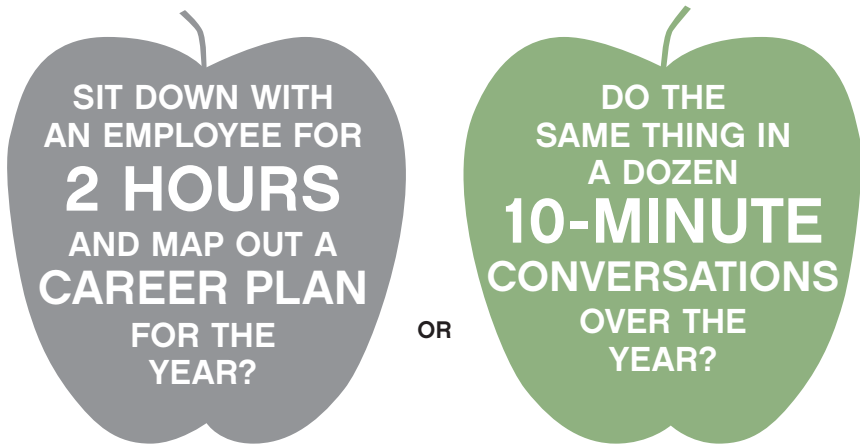 SIT DOWN WITH
AN EMPLOYEE FOR
2 HOURS
AND MAP OUT A
CAREER PLAN
FOR THE
YEAR?
OR
DO THE
SAME THING IN
A DOZEN
10-MINUTE
CONVERSATIONS
OVER THE
YEAR?